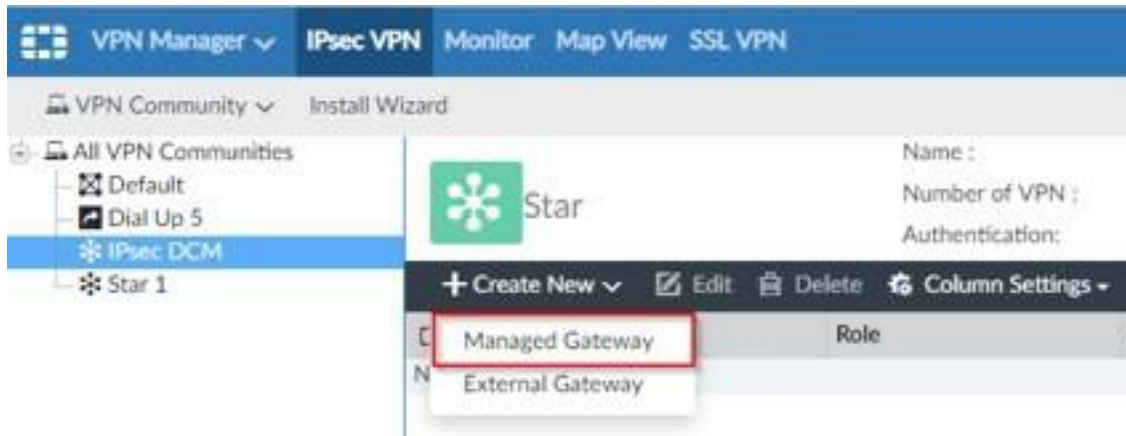 VPN Manager IPsec VPN Monitor Map View SSL VPN
VPN Community Install Wizard
All VPN Communities
Default
Dial Up 5
IPsec DCM
Star 1
Star
Name :
Number of VPN :
Authentication:
+ Create New Edit Delete Column Settings
Role
Managed Gateway
N
External Gateway